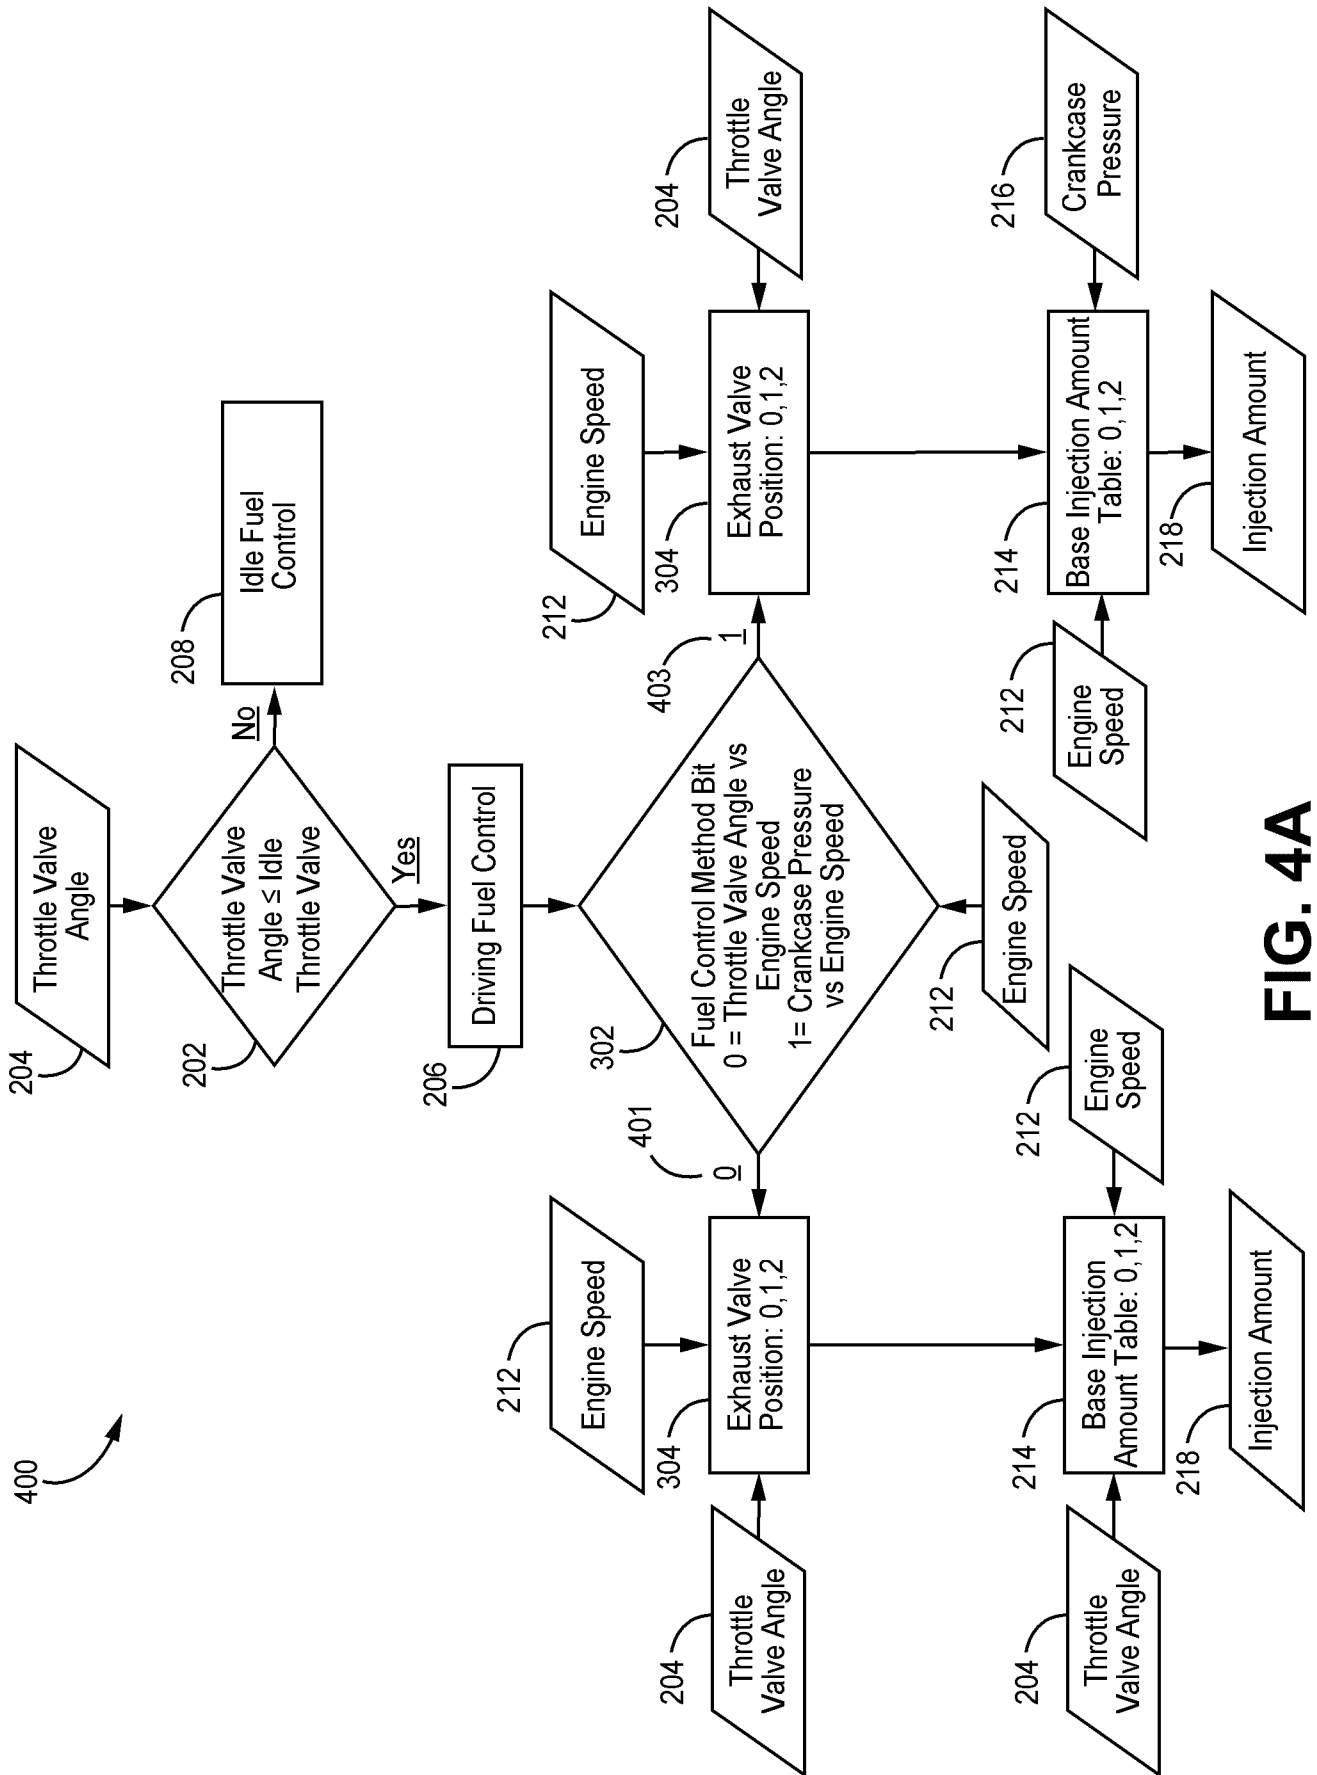 400
204
Throttle Valve
Angle
202
Throttle Valve
Angle ≤ Idle
Throttle Valve
No
208
Idle Fuel
Control
Yes
206
Driving Fuel Control
302
Fuel Control Method Bit
0 = Throttle Valve Angle vs
Engine Speed
1= Crankcase Pressure
vs Engine Speed
401
0
403
1
212
Engine Speed
212
Engine Speed
204
Throttle
Valve Angle
304
Exhaust Valve
Position: 0,1,2
212
Engine Speed
304
Exhaust Valve
Position: 0,1,2
204
Throttle
Valve Angle
204
Throttle
Valve Angle
214
Base Injection
Amount Table: 0,1,2
212
Engine
Speed
218
Injection Amount
212
Engine
Speed
214
Base Injection Amount
Table: 0,1,2
216
Crankcase
Pressure
218
Injection Amount
FIG. 4A